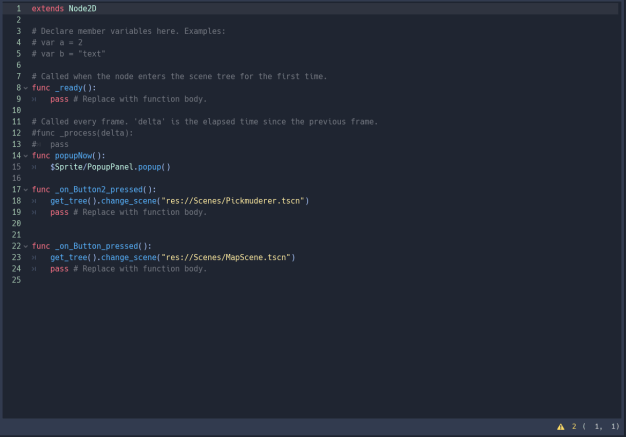 1 extends Node2D
2
3 # Declare member variables here. Examples:
4 # var a = 2
5 # var b = "text"
6
7 # Called when the node enters the scene tree for the first time.
8 func _ready():
9 pass # Replace with function body.
10
11 # Called every frame. 'delta' is the elapsed time since the previous frame.
12 #func _process(delta):
13 # pass
14 func popupNow():
15 $Sprite/PopupPanel.popup()
16
17 func _on_Button2_pressed():
18 get_tree().change_scene("res://Scenes/Pickmuderer.tscn")
19 pass # Replace with function body.
20
21
22 func _on_Button_pressed():
23 get_tree().change_scene("res://Scenes/MapScene.tscn")
24 pass # Replace with function body.
25
2 ( 1, 1)